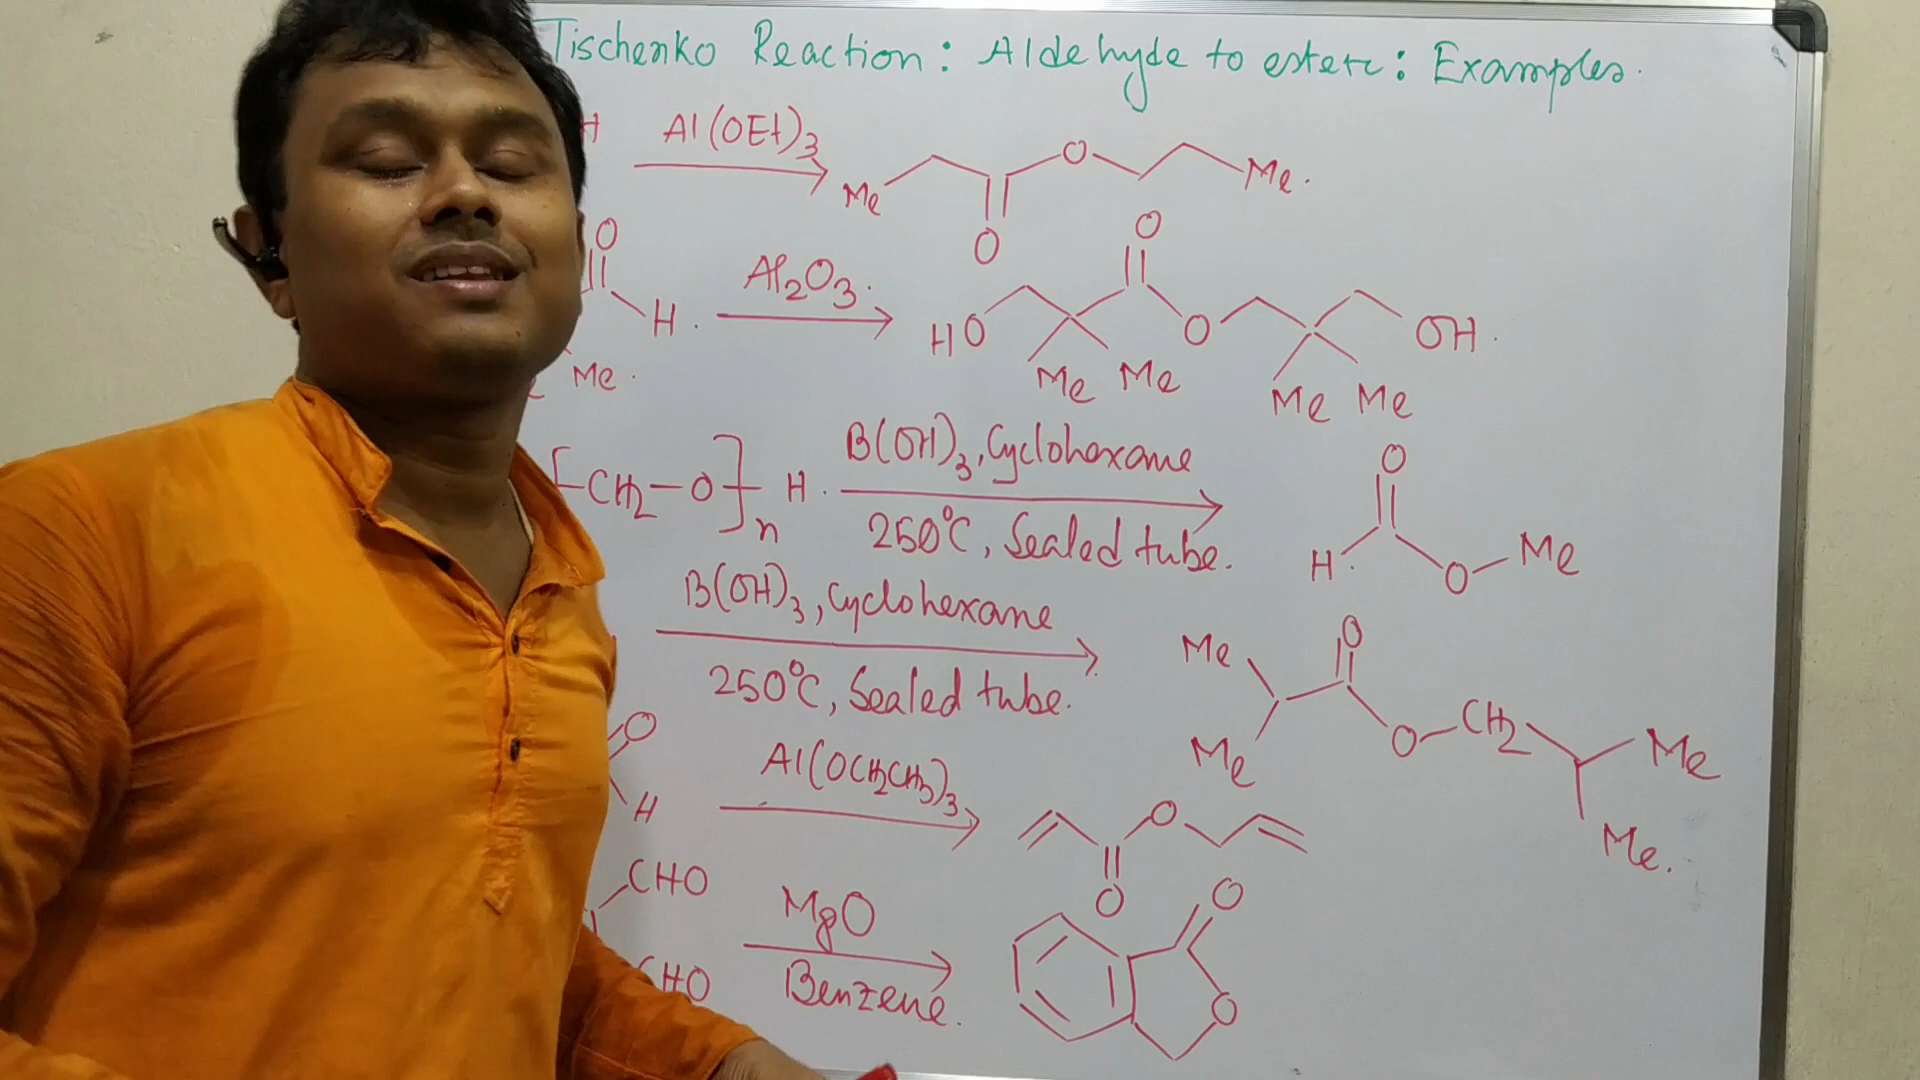 Tischenko Reaction: Aldehyde to ester: Examples.
H Al(OEt)3 Me O O Me.
O H. Al2O3. HO O O OH.
Me. Me Me Me Me
[CH2-O]n H. B(OH)3, Cyclohexane 250°C, Sealed tube. O H. O Me
B(OH)3, Cyclohexane 250°C, Sealed tube. Me Me O O CH2 Me Me.
O H Al(OCH2CH3)3 O O
CHO CHO MgO Benzene. O O